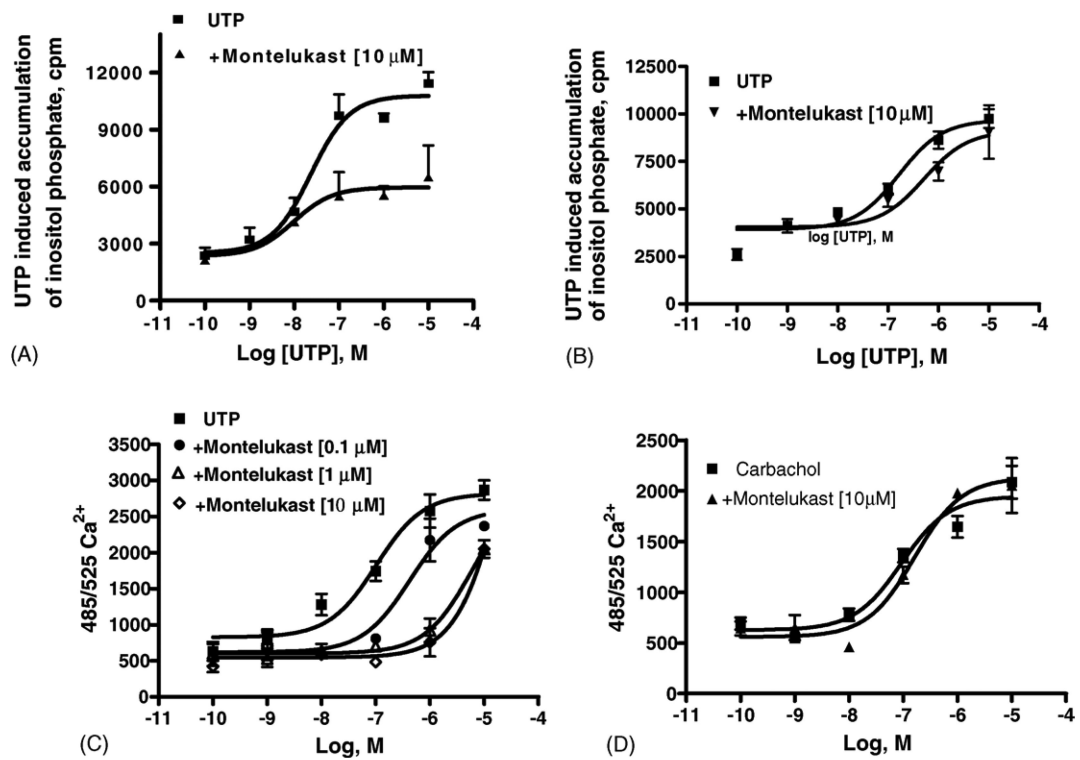 UTP
+Montelukast [10 μM]
UTP induced accumulation
of inositol phosphate, cpm
12000
9000
6000
3000
0
-11 -10 -9 -8 -7 -6 -5 -4
Log [UTP], M
(A)
UTP
+Montelukast [10μM]
UTP induced accumulation
of inositol phosphate, cpm
12500
10000
7500
5000
2500
0
log [UTP], M
-11 -10 -9 -8 -7 -6 -5 -4
Log [UTP], M
(B)
UTP
+Montelukast [0.1 μM]
+Montelukast [1 μM]
+Montelukast [10 μM]
485/525 Ca²⁺
3500
3000
2500
2000
1500
1000
500
0
-11 -10 -9 -8 -7 -6 -5 -4
Log, M
(C)
Carbachol
+Montelukast [10μM]
485/525 Ca²⁺
2500
2000
1500
1000
500
0
-11 -10 -9 -8 -7 -6 -5 -4
Log, M
(D)